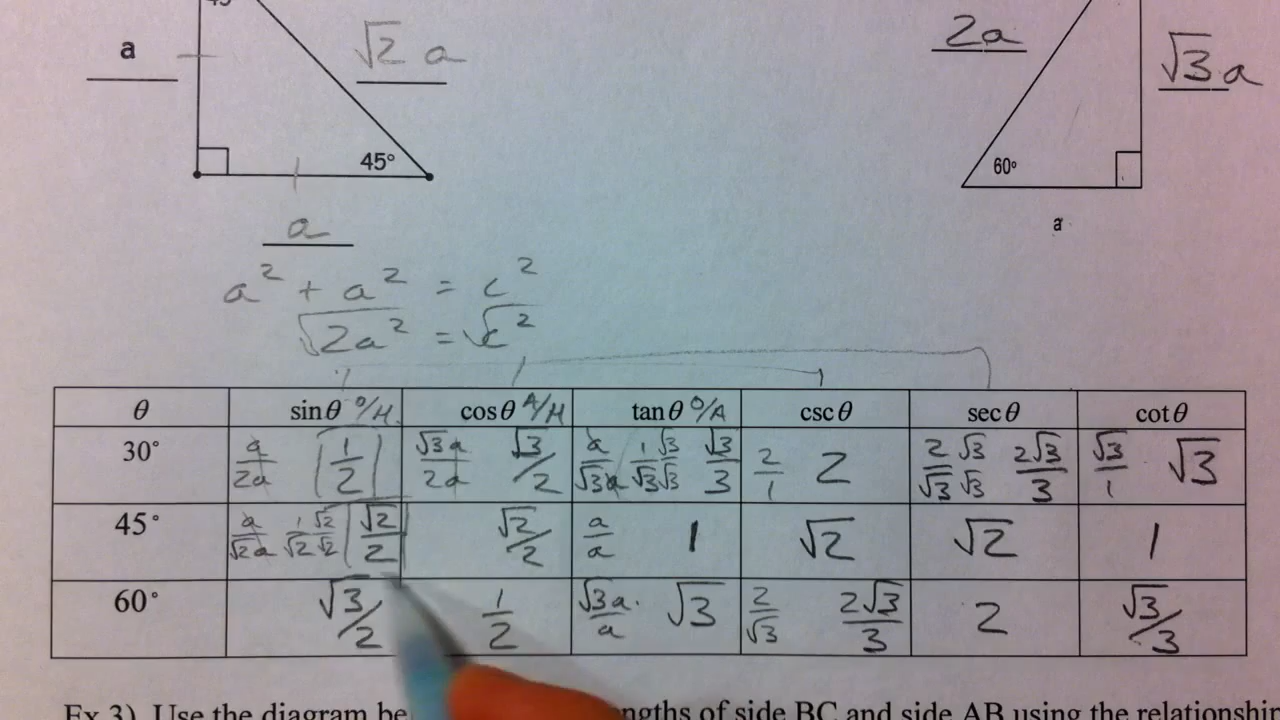 45°
a √2 a 2a √3 a
45° 60°
a a
a² + a² = c²
√2a² = √c²
θ sinθ O/H cosθ A/H tanθ O/A cscθ secθ cotθ
30° a/2a 1/2 √3a/2a √3/2 a/√3a 1/√3 √3/√3 √3/3 2/1 2 2/√3 √3/√3 2√3/3 √3/1 √3
45° a/√2a 1/√2 √2/√2 √2/2 √2/2 a/a 1 √2 √2 1
60° √3/2 1/2 √3a/a √3 2/√3 2√3/3 2 √3/3
Ex 3) Use the diagram be ngths of side BC and side AB using the relationship